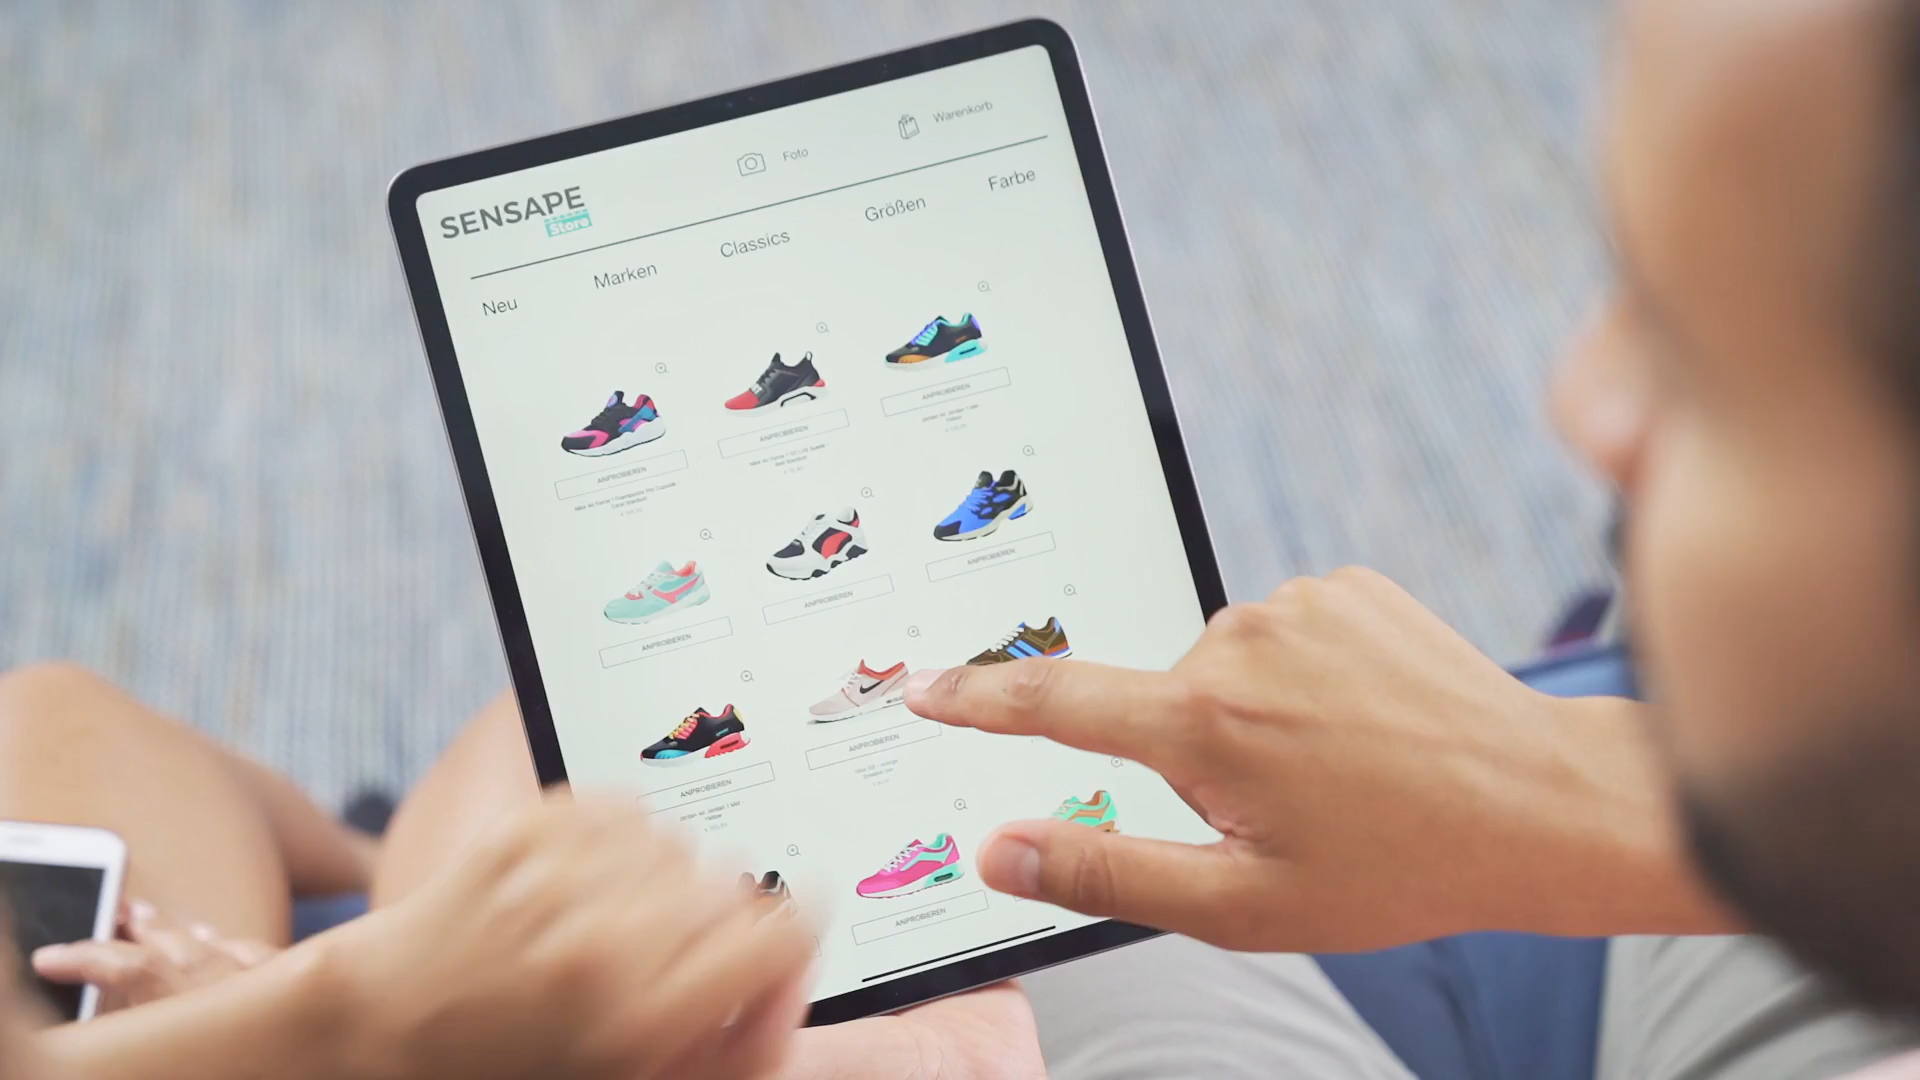 SENSAPE
Store
Foto
Warenkorb
Neu
Marken
Classics
Größen
Farbe
ANPROBIEREN
ANPROBIEREN
ANPROBIEREN
ANPROBIEREN
ANPROBIEREN
ANPROBIEREN
ANPROBIEREN
ANPROBIEREN
ANPROBIEREN